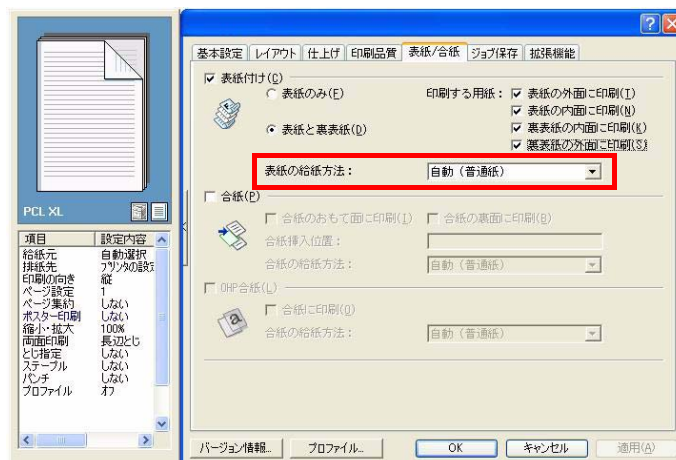 基本設定 レイアウト 仕上げ 印刷品質 表紙/合紙 ジョブ保存 拡張機能
表紙付け(C)
表紙のみ(F) 印刷する用紙： 表紙の外面に印刷(T)
表紙の内面に印刷(N)
表紙と裏表紙(D) 裏表紙の内面に印刷(K)
裏表紙の外面に印刷(S)
表紙の給紙方法： 自動（普通紙）
合紙(P)
合紙のおもて面に印刷(I) 合紙の裏面に印刷(B)
合紙挿入位置：
合紙の給紙方法： 自動（普通紙）
OHP合紙(L)
合紙に印刷(O)
合紙の給紙方法： 自動（普通紙）
PCL XL
項目 設定内容
給紙元 自動選択
排紙先 プリンタの設定
印刷の向き 縦
ページ設定 1
ページ集約 しない
ポスター印刷 しない
縮小・拡大 100%
両面印刷 長辺とじ
とじ指定 しない
ステープル しない
パンチ しない
プロファイル オフ
バージョン情報... プロファイル... OK キャンセル 適用(A)